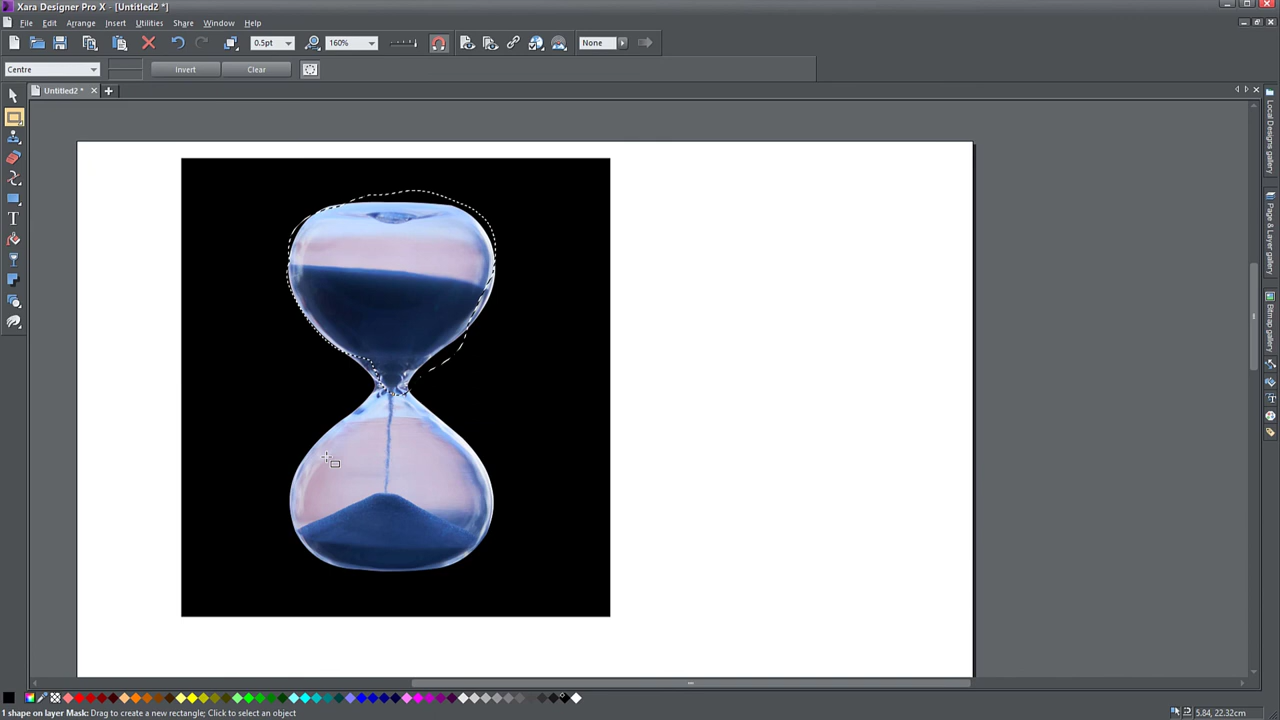 Xara Designer Pro X - [Untitled2 *]
File Edit Arrange Insert Utilities Share Window Help
0.5pt 160% None
Centre Invert Clear
Untitled2 *
Local Designs gallery
Page & Layer gallery
Bitmap gallery
T
1 shape on layer Mask: Drag to create a new rectangle; Click to select an object
5.84, 22.32cm